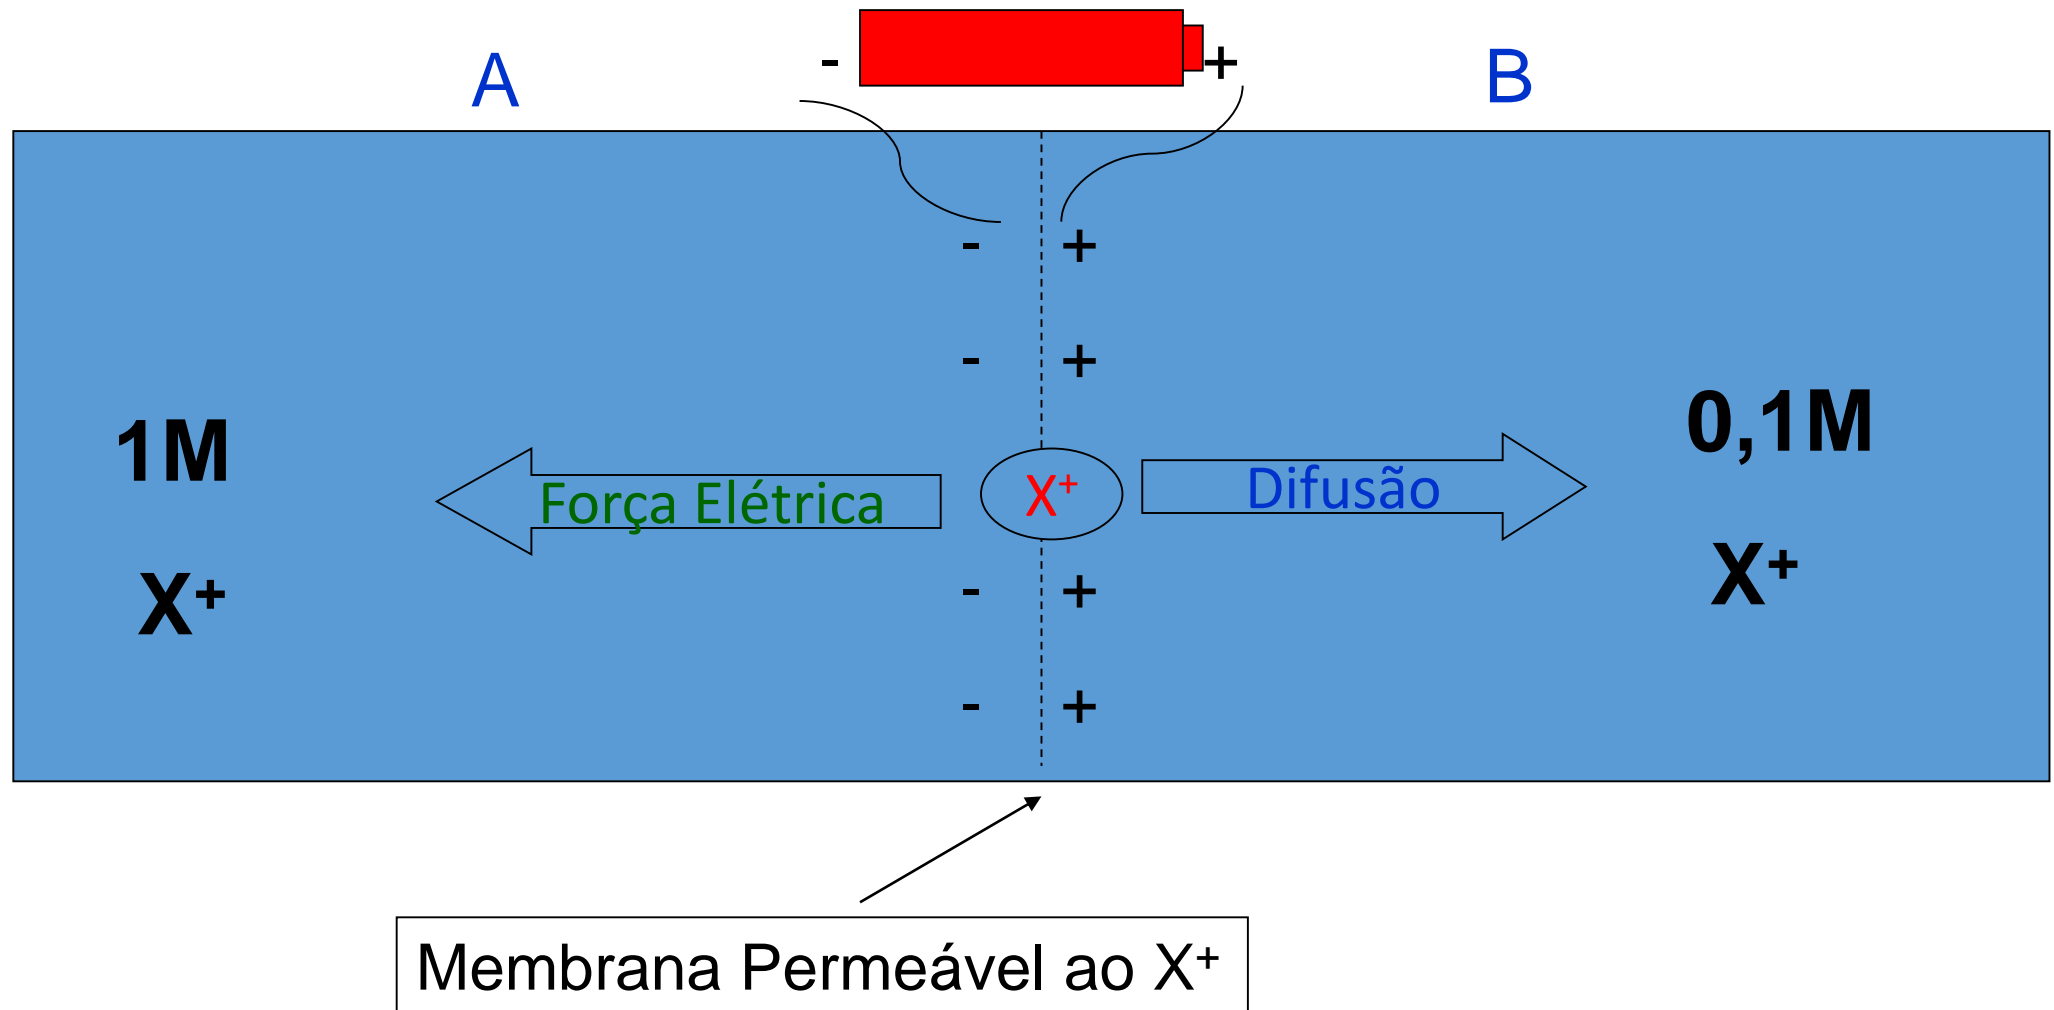 A
B
- +
- +
- +
1M
0,1M
Força Elétrica
X⁺
Difusão
X⁺
X⁺
- +
- +
Membrana Permeável ao X⁺